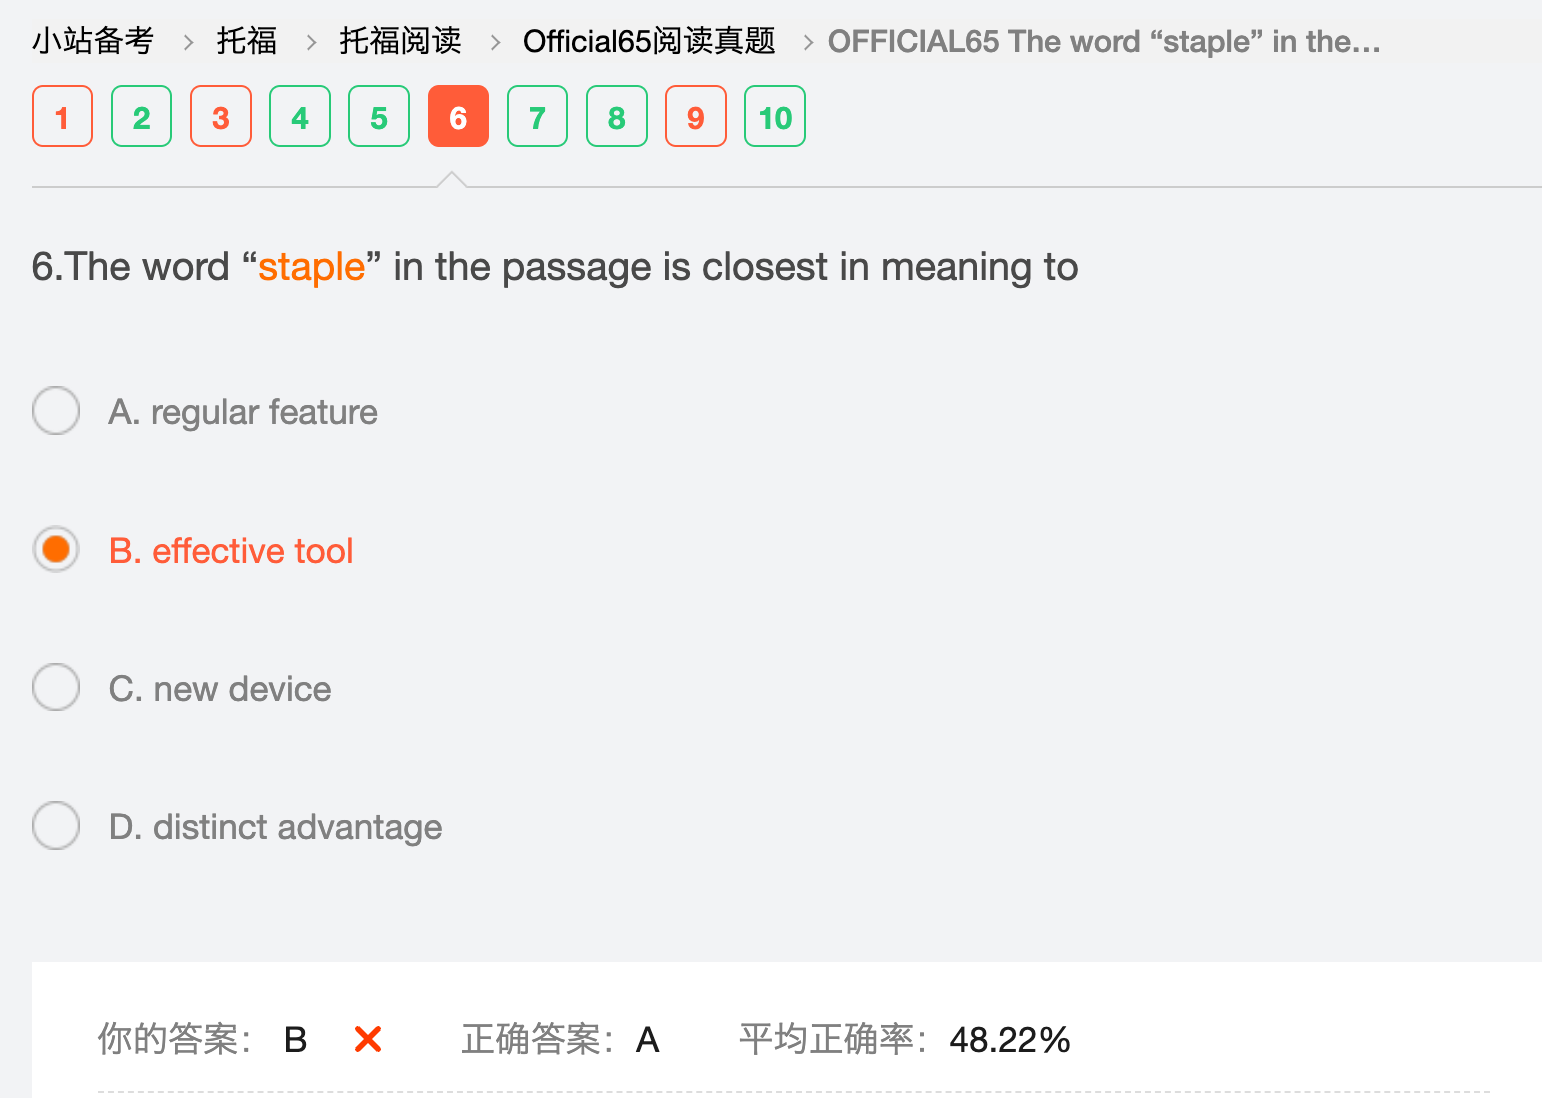 小站备考 > 托福 > 托福阅读 > Official65阅读真题 > OFFICIAL65 The word “staple” in the...
1 2 3 4 5 6 7 8 9 10
6.The word “staple” in the passage is closest in meaning to
A. regular feature
B. effective tool
C. new device
D. distinct advantage
你的答案： B 正确答案： A 平均正确率： 48.22%